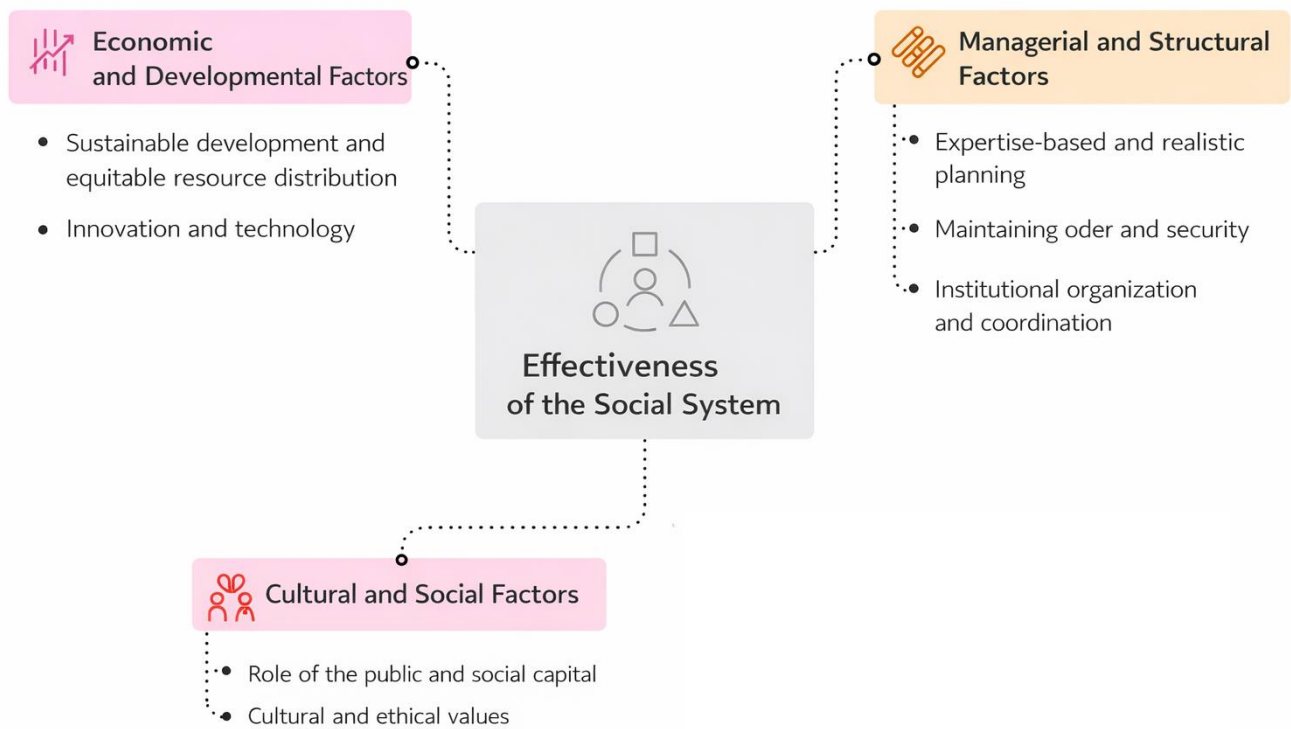 Economic
and Developmental Factors
Sustainable development and
equitable resource distribution
Innovation and technology
Managerial and Structural
Factors
Expertise-based and realistic
planning
Maintaining oder and security
Institutional organization
and coordination
Effectiveness
of the Social System
Cultural and Social Factors
Role of the public and social capital
Cultural and ethical values